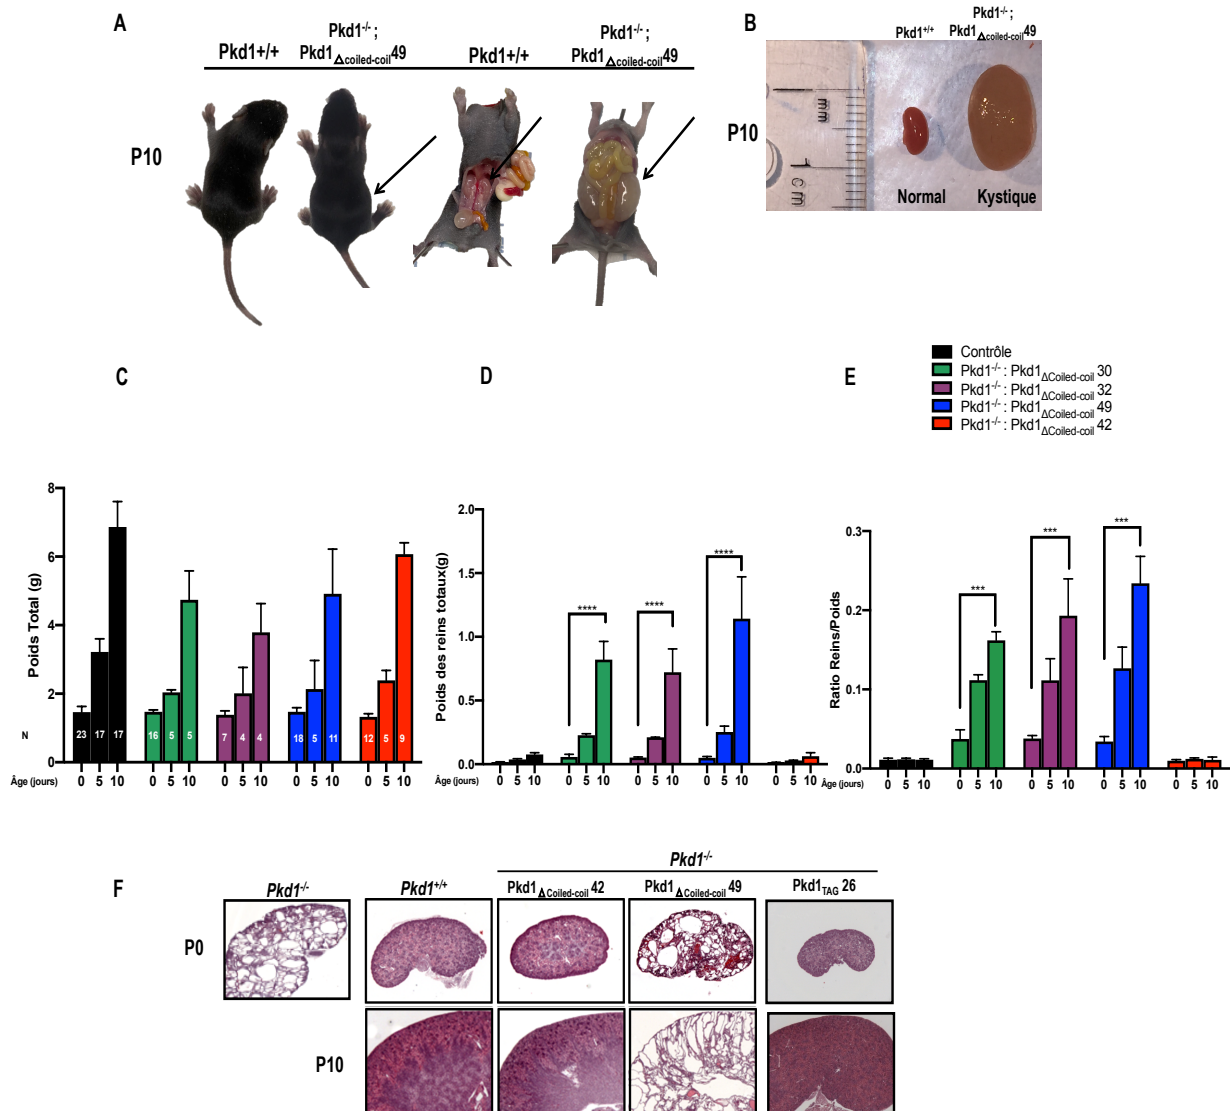 A
Pkd1+/+
Pkd1-/- ;
Pkd1Δcoiled-coil49
Pkd1+/+
Pkd1-/- ;
Pkd1Δcoiled-coil49
P10
B
Pkd1+/+
Pkd1-/- ;
Pkd1Δcoiled-coil49
P10
mm
cm
Normal
Kystique
Contrôle
Pkd1-/- : Pkd1ΔCoiled-coil 30
Pkd1-/- : Pkd1ΔCoiled-coil 32
Pkd1-/- : Pkd1ΔCoiled-coil 49
Pkd1-/- : Pkd1ΔCoiled-coil 42
C
Poids Total (g)
8
6
4
2
0
N
23 17 17 16 5 5 7 4 4 18 5 11 12 5 9
Âge (jours)
0 5 10 0 5 10 0 5 10 0 5 10 0 5 10
D
Poids des reins totaux(g)
2.0
1.5
1.0
0.5
0.0
**** **** ****
Âge (jours)
0 5 10 0 5 10 0 5 10 0 5 10 0 5 10
E
Ratio Reins/Poids
0.3
0.2
0.1
0.0
*** *** ***
Âge (jours)
0 5 10 0 5 10 0 5 10 0 5 10 0 5 10
F
Pkd1-/-
Pkd1-/-
Pkd1+/+
Pkd1ΔCoiled-coil 42
Pkd1ΔCoiled-coil 49
Pkd1TAG 26
P0
P10